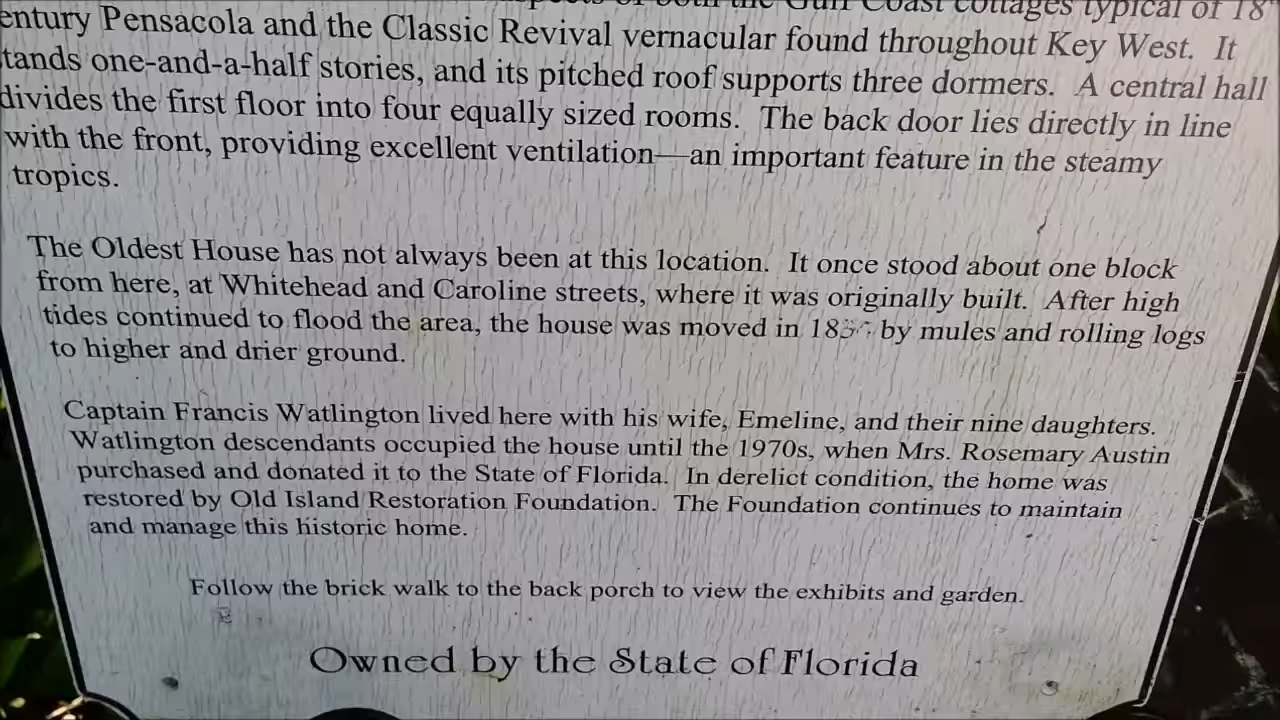 of both the Gulf Coast cottages typical of 18
entury Pensacola and the Classic Revival vernacular found throughout Key West. It
tands one-and-a-half stories, and its pitched roof supports three dormers. A central hall
divides the first floor into four equally sized rooms. The back door lies directly in line
with the front, providing excellent ventilation—an important feature in the steamy
tropics.
The Oldest House has not always been at this location. It once stood about one block
from here, at Whitehead and Caroline streets, where it was originally built. After high
tides continued to flood the area, the house was moved in by mules and rolling logs
to higher and drier ground.
Captain Francis Watlington lived here with his wife, Emeline, and their nine daughters.
Watlington descendants occupied the house until the 1970s, when Mrs. Rosemary Austin
purchased and donated it to the State of Florida. In derelict condition, the home was
restored by Old Island Restoration Foundation. The Foundation continues to maintain
and manage this historic home.
Follow the brick walk to the back porch to view the exhibits and garden.
Owned by the State of Florida